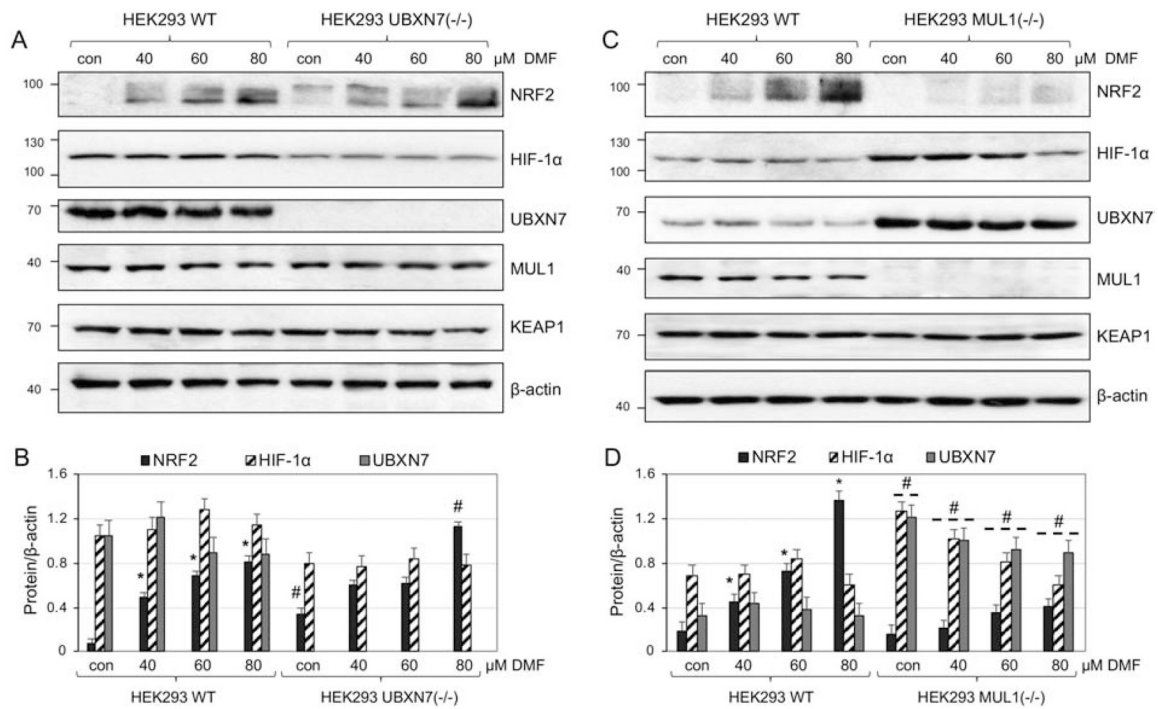 A
HEK293 WT HEK293 UBXN7(-/-)
con 40 60 80 con 40 60 80 μM DMF
100 NRF2
130
100 HIF-1α
70 UBXN7
40 MUL1
70 KEAP1
40 β-actin
B
NRF2 HIF-1α UBXN7
Protein/β-actin
1.6
1.2
0.8
0.4
0
* * * # #
con 40 60 80 con 40 60 80 μM DMF
HEK293 WT HEK293 UBXN7(-/-)
C
HEK293 WT HEK293 MUL1(-/-)
con 40 60 80 con 40 60 80 μM DMF
100 NRF2
130
100 HIF-1α
70 UBXN7
40 MUL1
70 KEAP1
40 β-actin
D
NRF2 HIF-1α UBXN7
Protein/β-actin
1.6
1.2
0.8
0.4
0
* * * # # # #
con 40 60 80 con 40 60 80 μM DMF
HEK293 WT HEK293 MUL1(-/-)